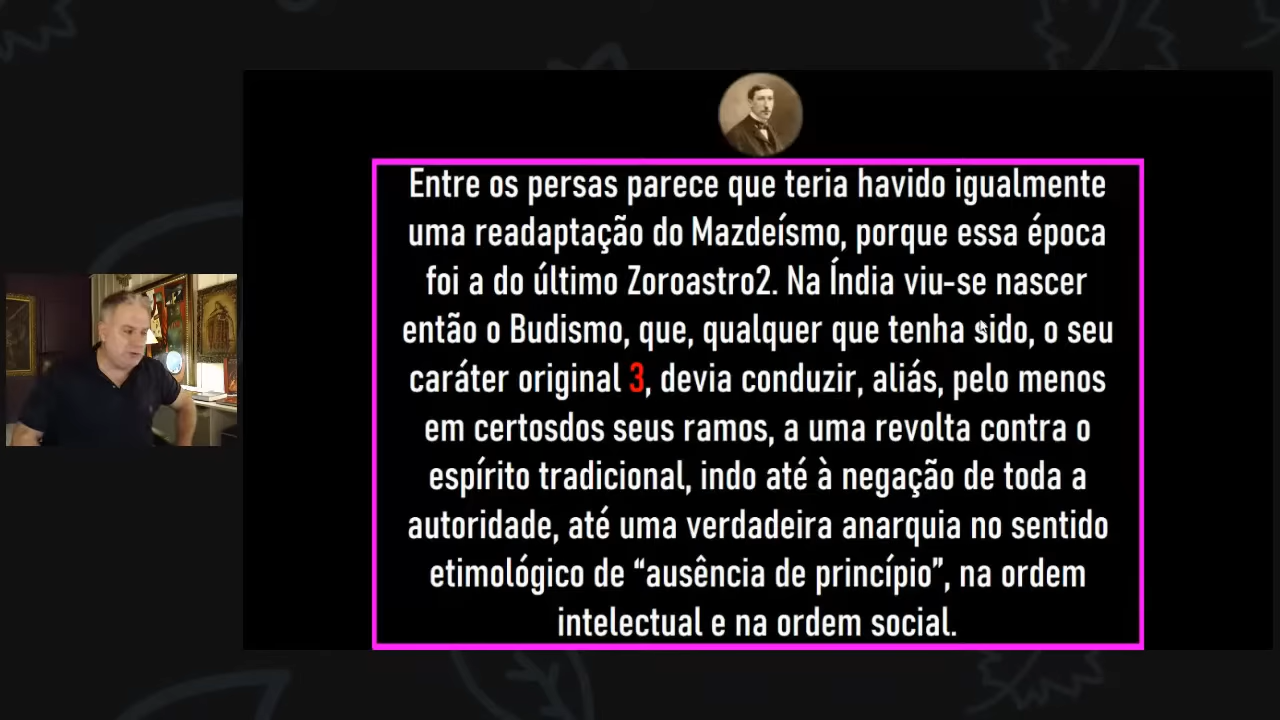 Entre os persas parece que teria havido igualmente
uma readaptação do Mazdeísmo, porque essa época
foi a do último Zoroastro2. Na Índia viu-se nascer
então o Budismo, que, qualquer que tenha sido, o seu
caráter original 3, devia conduzir, aliás, pelo menos
em certosdos seus ramos, a uma revolta contra o
espírito tradicional, indo até à negação de toda a
autoridade, até uma verdadeira anarquia no sentido
etimológico de “ausência de princípio”, na ordem
intelectual e na ordem social.